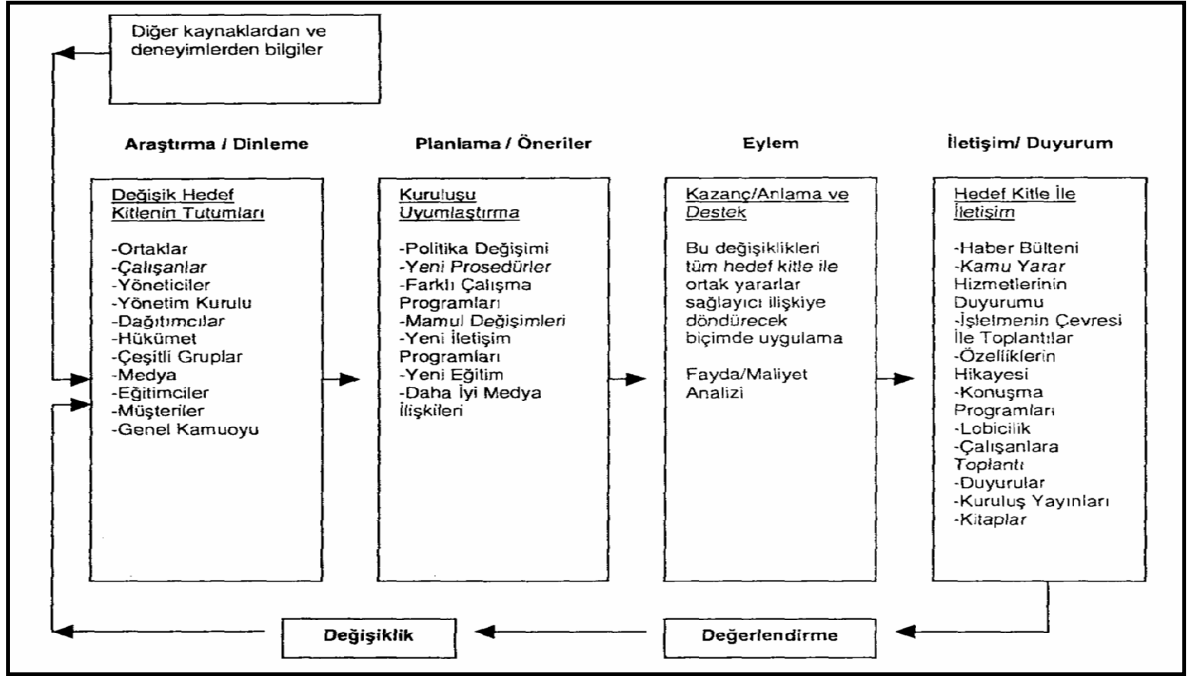 Diğer kaynaklardan ve
deneyimlerden bilgiler
Araştırma / Dinleme
Değişik Hedef
Kitlenin Tutumları
-Ortaklar
-Çalışanlar
-Yöneticiler
-Yönetim Kurulu
-Dağıtımcılar
-Hükümet
-Çeşitli Gruplar
-Medya
-Eğitimciler
-Müşteriler
-Genel Kamuoyu
Planlama / Öneriler
Kuruluşu
Uyumlaştırma
-Politika Değişimi
-Yeni Prosedürler
-Farklı Çalışma
Programları
-Mamul Değişimleri
-Yeni İletişim
Programları
-Yeni Eğitim
-Daha İyi Medya
İlişkileri
Eylem
Kazanç/Anlama ve
Destek
Bu değişiklikleri
tüm hedef kitle ile
ortak yararlar
sağlayıcı ilişkiye
döndürecek
biçimde uygulama
Fayda/Maliyet
Analizi
İletişim/ Duyurum
Hedef Kitle İle
İletişim
-Haber Bülteni
-Kamu Yarar
Hizmetlerinin
Duyurumu
-İşletmenin Çevresi
İle Toplantılar
-Özelliklerin
Hikayesi
-Konuşma
Programları
-Lobicilik
-Çalışanlara
Toplantı
-Duyurular
-Kuruluş Yayınları
-Kitaplar
Değişiklik
Değerlendirme